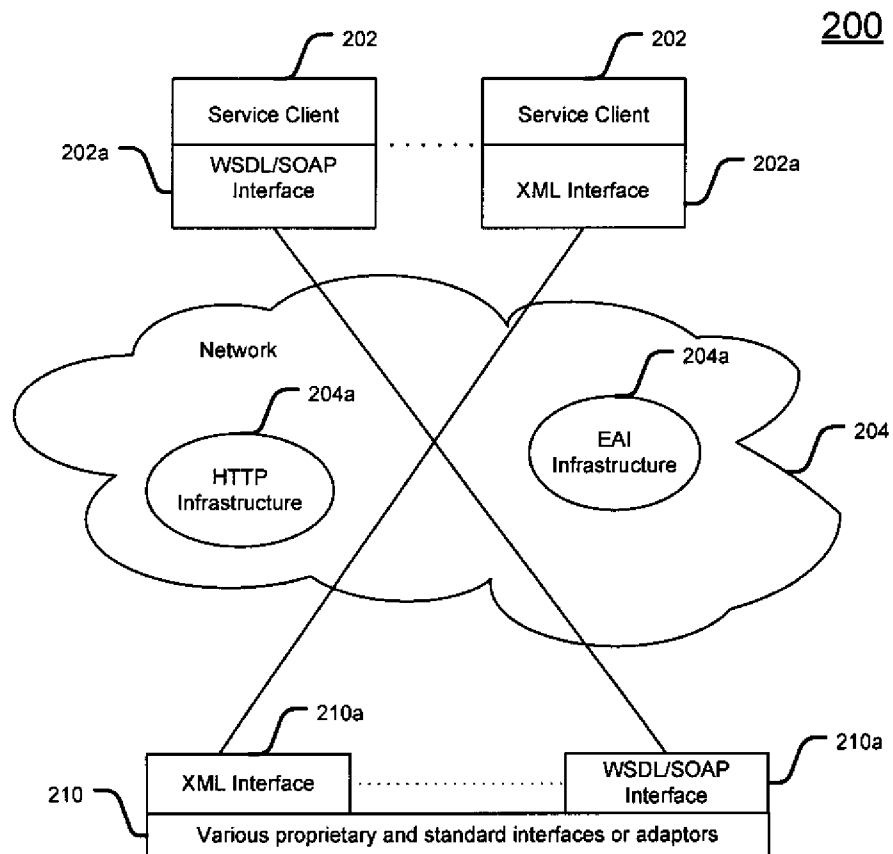 200
202
202
Service Client
Service Client
202a
WSDL/SOAP
Interface
XML Interface
202a
Network
204a
204a
204
EAI
Infrastructure
HTTP
Infrastructure
210a
210a
XML Interface
WSDL/SOAP
Interface
210
Various proprietary and standard interfaces or adaptors